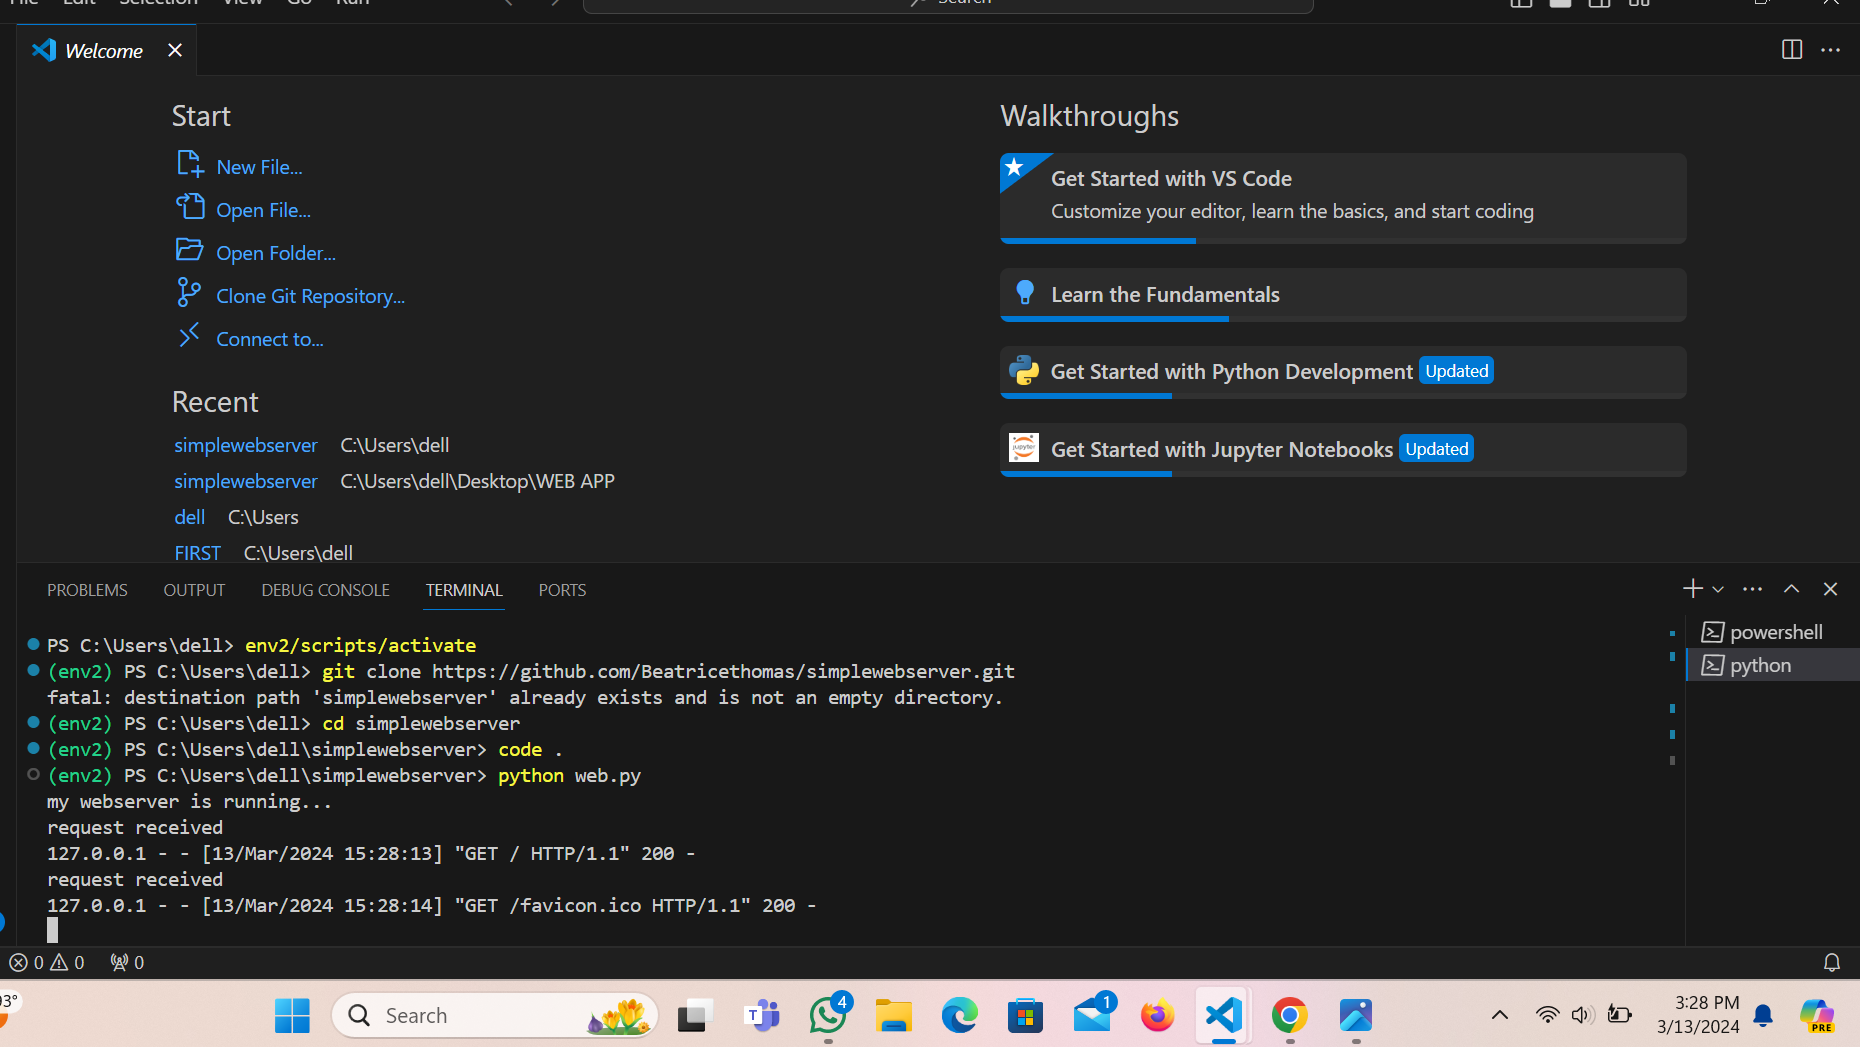 File Edit Selection View Go Run
Search
Welcome
Start
New File...
Open File...
Open Folder...
Clone Git Repository...
Connect to...
Recent
simplewebserver C:\Users\dell
simplewebserver C:\Users\dell\Desktop\WEB APP
dell C:\Users
FIRST C:\Users\dell
Walkthroughs
Get Started with VS Code
Customize your editor, learn the basics, and start coding
Learn the Fundamentals
Get Started with Python Development Updated
jupyter
Get Started with Jupyter Notebooks Updated
PROBLEMS OUTPUT DEBUG CONSOLE TERMINAL PORTS
PS C:\Users\dell> env2/scripts/activate
(env2) PS C:\Users\dell> git clone https://github.com/Beatricethomas/simplewebserver.git
fatal: destination path 'simplewebserver' already exists and is not an empty directory.
(env2) PS C:\Users\dell> cd simplewebserver
(env2) PS C:\Users\dell\simplewebserver> code .
(env2) PS C:\Users\dell\simplewebserver> python web.py
my webserver is running...
request received
127.0.0.1 - - [13/Mar/2024 15:28:13] "GET / HTTP/1.1" 200 -
request received
127.0.0.1 - - [13/Mar/2024 15:28:14] "GET /favicon.ico HTTP/1.1" 200 -
powershell
python
0 0 0
93°
Search
T
4
1
3:28 PM
3/13/2024
PRE